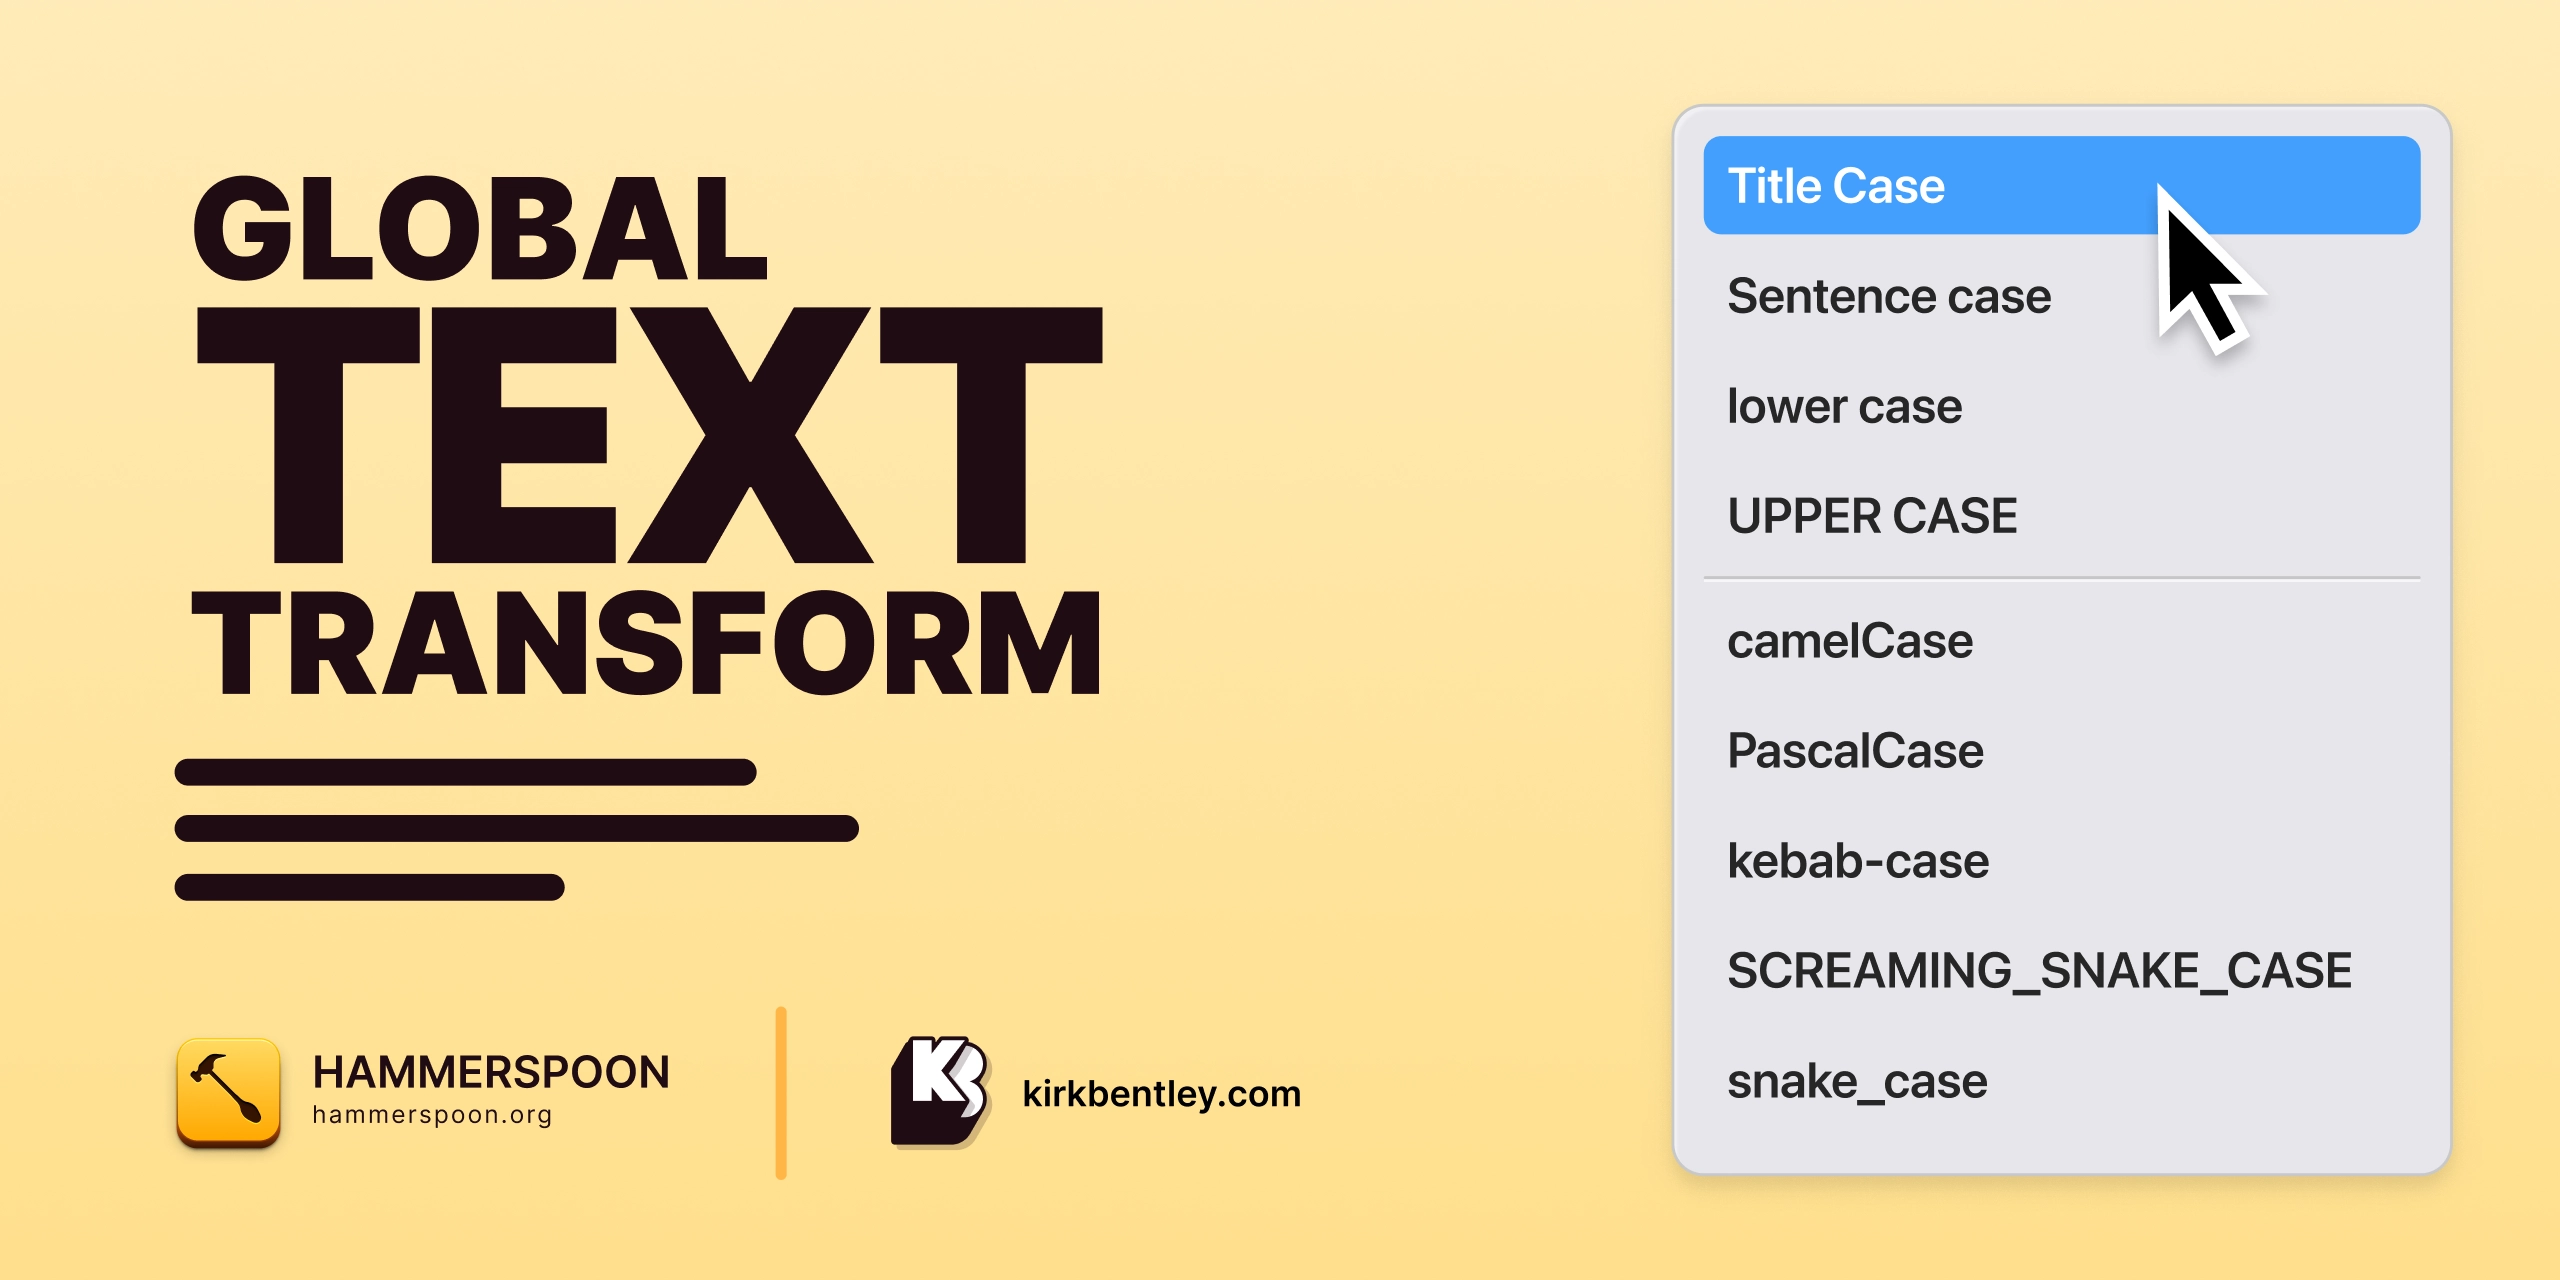 GLOBAL
TEXT
TRANSFORM
HAMMERSPOON
hammerspoon.org
KB
kirkbentley.com
Title Case
Sentence case
lower case
UPPER CASE
camelCase
PascalCase
kebab-case
SCREAMING_SNAKE_CASE
snake_case